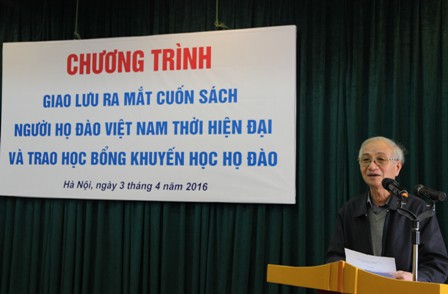 CHƯƠNG TRÌNH
GIAO LƯU RA MẮT CUỐN SÁCH
NGƯỜI HỌ ĐÀO VIỆT NAM THỜI HIỆN ĐẠI
VÀ TRAO HỌC BỔNG KHUYẾN HỌC HỌ ĐÀO
Hà Nội, ngày 3 tháng 4 năm 2016